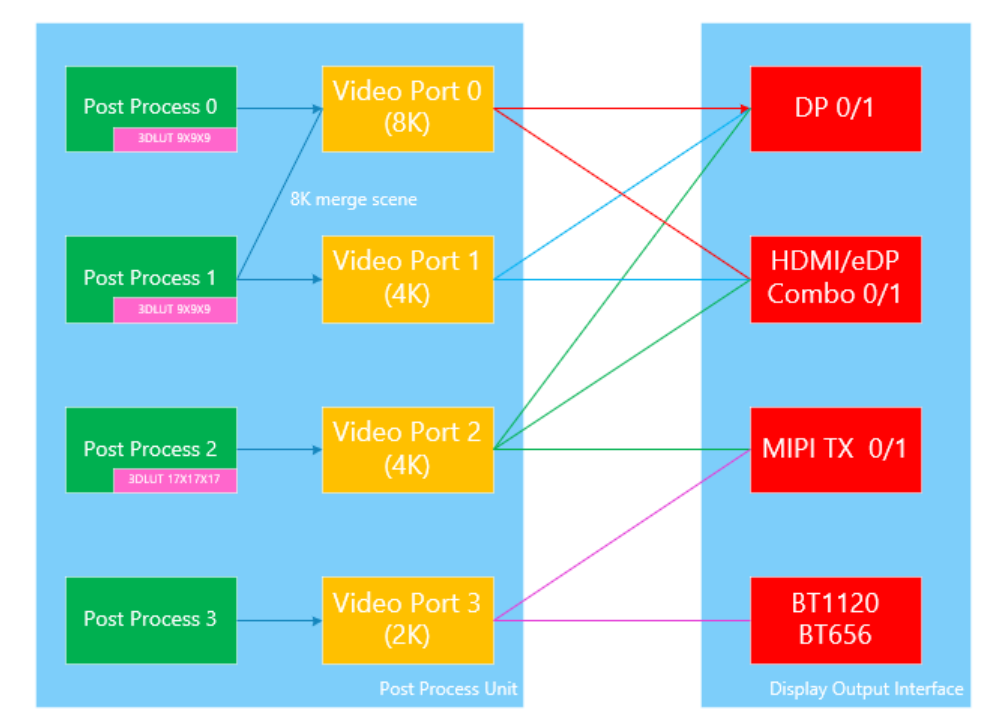 Post Process 0
3DLUT 9X9X9
Video Port 0
(8K)
DP 0/1
8K merge scene
Post Process 1
3DLUT 9X9X9
Video Port 1
(4K)
HDMI/eDP
Combo 0/1
Post Process 2
3DLUT 17X17X17
Video Port 2
(4K)
MIPI TX  0/1
Post Process 3
Video Port 3
(2K)
BT1120
BT656
Post Process Unit
Display Output Interface